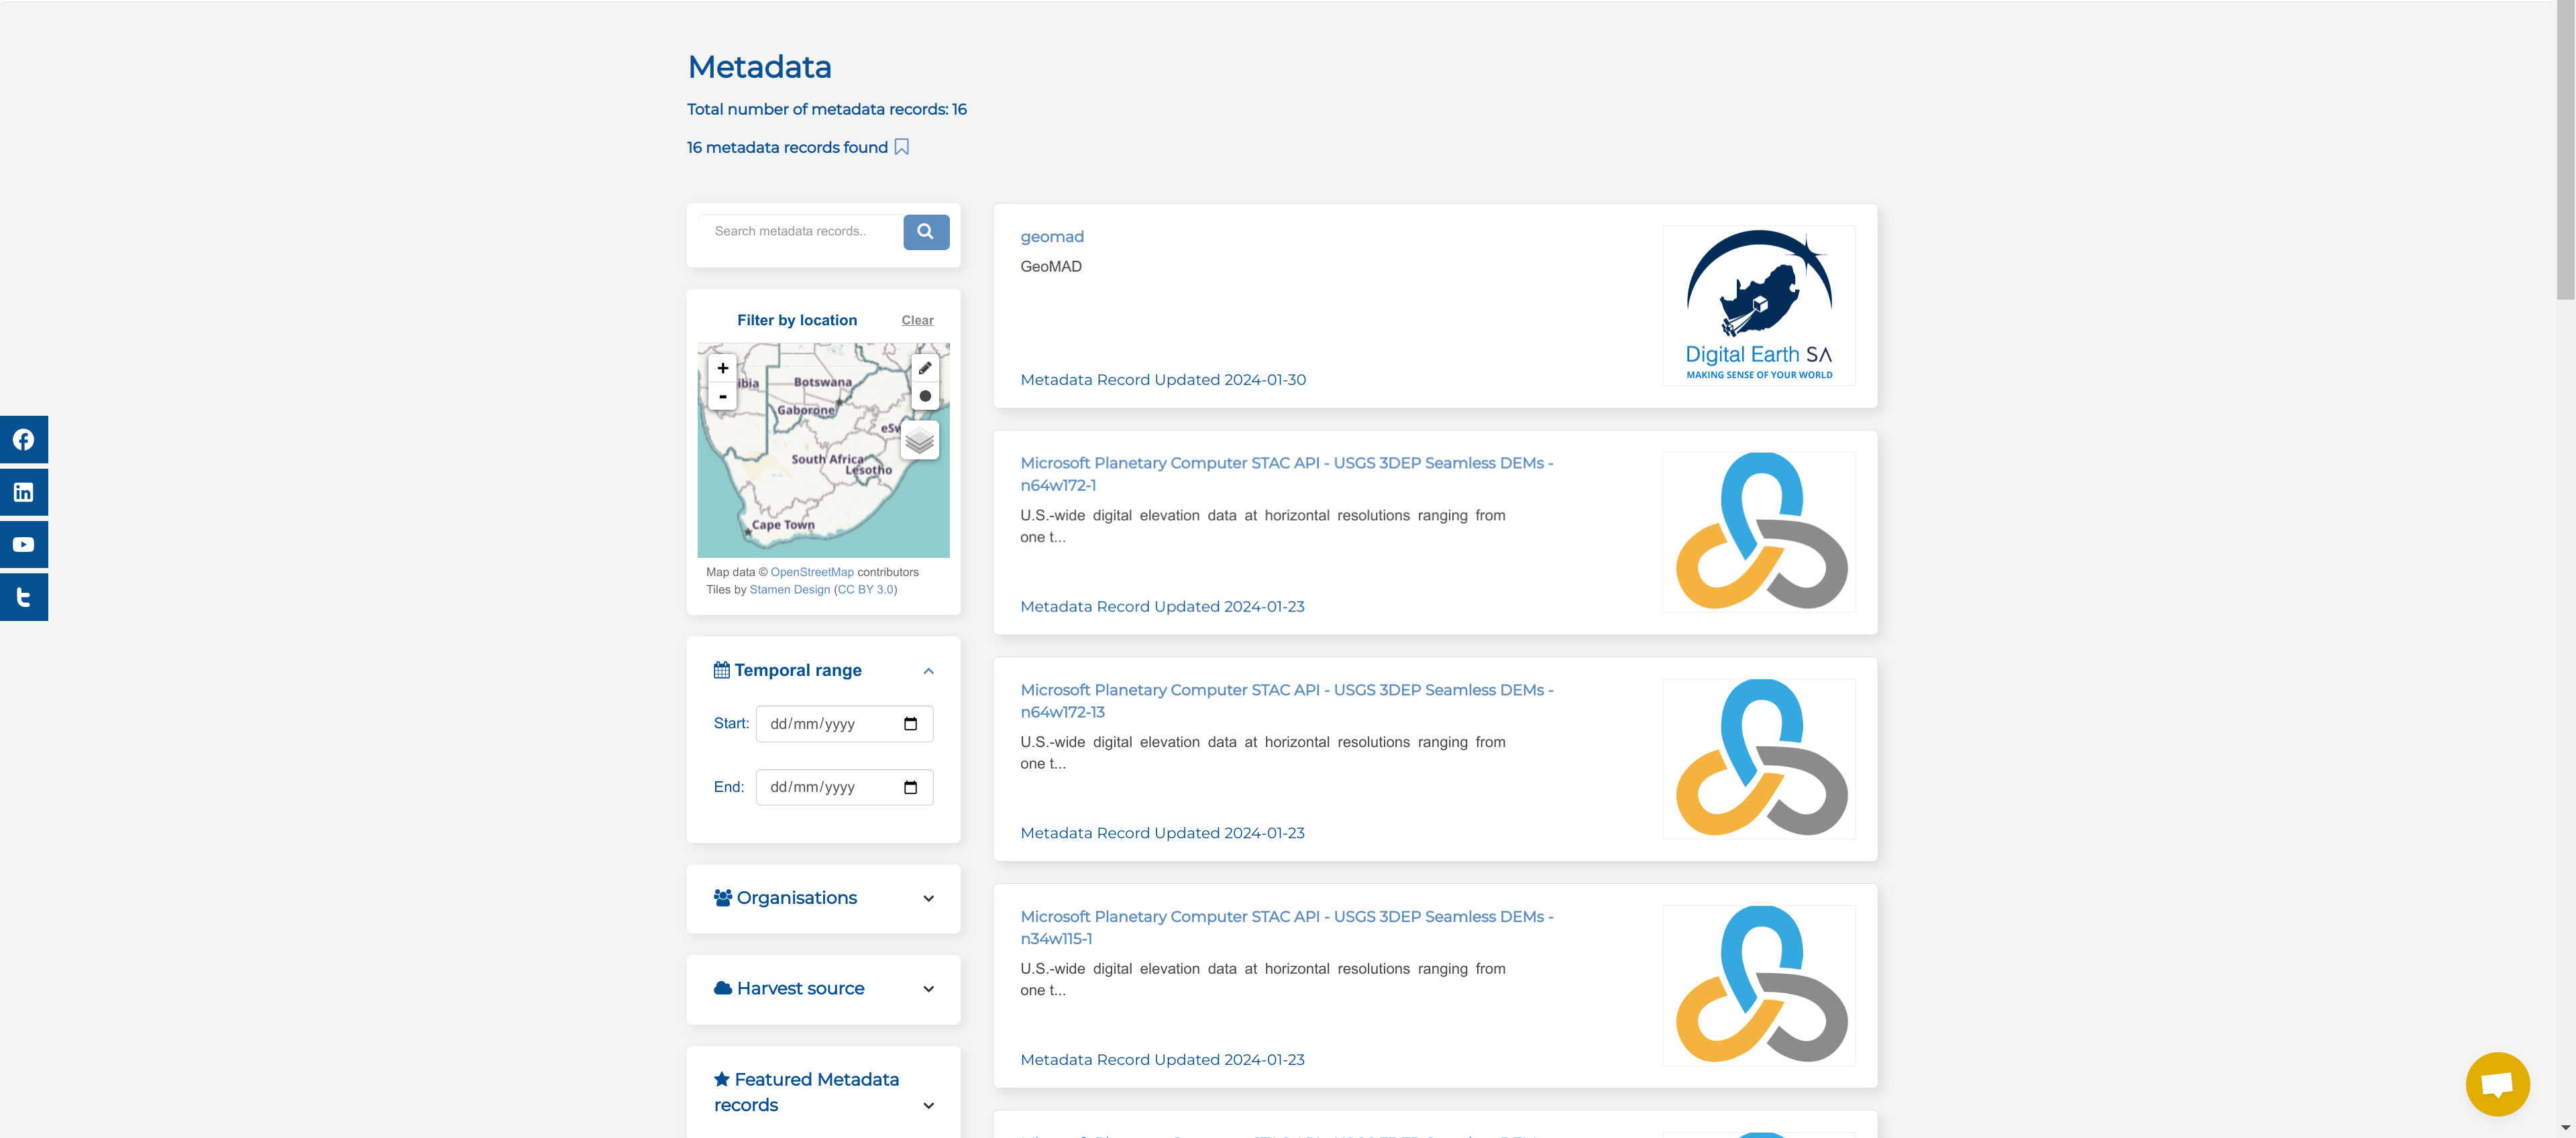 Metadata
Total number of metadata records: 16
16 metadata records found
Search metadata records..
Filter by location
Clear
+
-
ibia
Botswana
Gaborone
eSw
South Africa
Lesotho
Cape Town
Map data © OpenStreetMap contributors
Tiles by Stamen Design (CC BY 3.0)
Temporal range
Start: dd/mm/yyyy
End: dd/mm/yyyy
Organisations
Harvest source
Featured Metadata
records
geomad
GeoMAD
Metadata Record Updated 2024-01-30
Digital Earth SA
MAKING SENSE OF YOUR WORLD
Microsoft Planetary Computer STAC API - USGS 3DEP Seamless DEMs -
n64w172-1
U.S.-wide digital elevation data at horizontal resolutions ranging from
one t...
Metadata Record Updated 2024-01-23
Microsoft Planetary Computer STAC API - USGS 3DEP Seamless DEMs -
n64w172-13
U.S.-wide digital elevation data at horizontal resolutions ranging from
one t...
Metadata Record Updated 2024-01-23
Microsoft Planetary Computer STAC API - USGS 3DEP Seamless DEMs -
n34w115-1
U.S.-wide digital elevation data at horizontal resolutions ranging from
one t...
Metadata Record Updated 2024-01-23